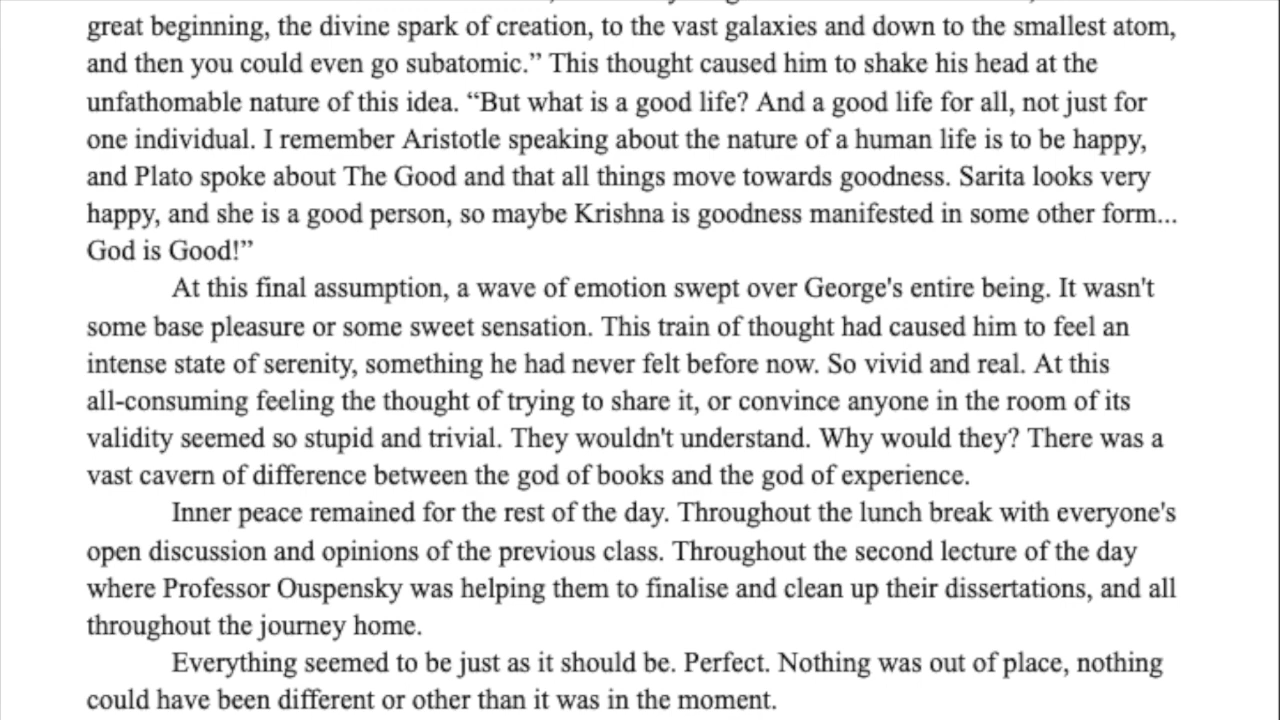 great beginning, the divine spark of creation, to the vast galaxies and down to the smallest atom,
and then you could even go subatomic.” This thought caused him to shake his head at the
unfathomable nature of this idea. “But what is a good life? And a good life for all, not just for
one individual. I remember Aristotle speaking about the nature of a human life is to be happy,
and Plato spoke about The Good and that all things move towards goodness. Sarita looks very
happy, and she is a good person, so maybe Krishna is goodness manifested in some other form...
God is Good!”
At this final assumption, a wave of emotion swept over George's entire being. It wasn't
some base pleasure or some sweet sensation. This train of thought had caused him to feel an
intense state of serenity, something he had never felt before now. So vivid and real. At this
all-consuming feeling the thought of trying to share it, or convince anyone in the room of its
validity seemed so stupid and trivial. They wouldn't understand. Why would they? There was a
vast cavern of difference between the god of books and the god of experience.
Inner peace remained for the rest of the day. Throughout the lunch break with everyone's
open discussion and opinions of the previous class. Throughout the second lecture of the day
where Professor Ouspensky was helping them to finalise and clean up their dissertations, and all
throughout the journey home.
Everything seemed to be just as it should be. Perfect. Nothing was out of place, nothing
could have been different or other than it was in the moment.